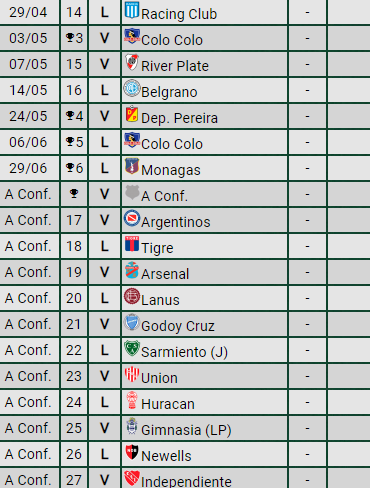 29/04 14 L Racing Club -
03/05 3 V Colo Colo -
07/05 15 V River Plate -
14/05 16 L Belgrano -
24/05 4 V Dep. Pereira -
06/06 5 L Colo Colo -
29/06 6 L Monagas -
A Conf. V A Conf. -
A Conf. 17 V Argentinos -
A Conf. 18 L Tigre -
A Conf. 19 V Arsenal -
A Conf. 20 L Lanus -
A Conf. 21 V Godoy Cruz -
A Conf. 22 L Sarmiento (J) -
A Conf. 23 V Union -
A Conf. 24 L Huracan -
A Conf. 25 V Gimnasia (LP) -
A Conf. 26 L Newells -
A Conf. 27 V Independiente -